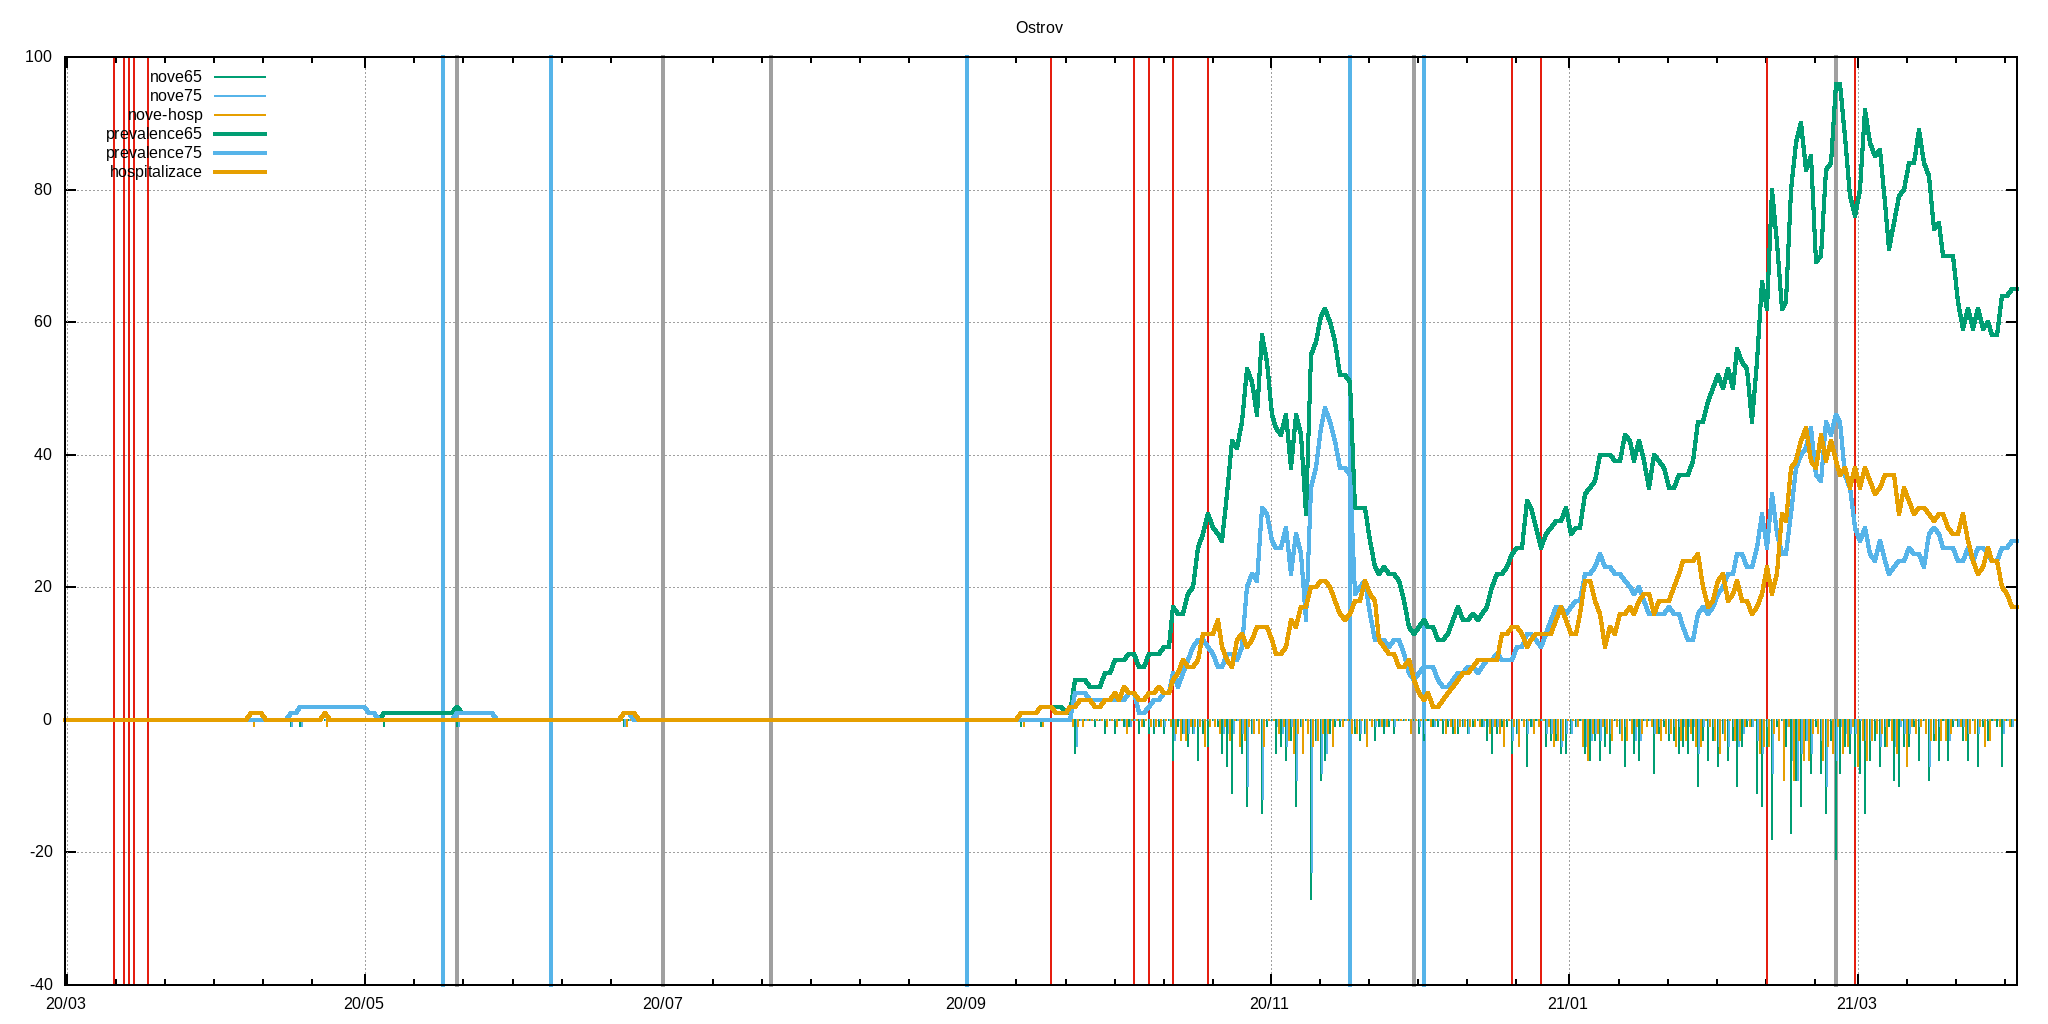 Ostrov
100
80
60
40
20
0
-20
-40
nove65
nove75
nove-hosp
prevalence65
prevalence75
hospitalizace
20/03 20/05 20/07 20/09 20/11 21/01 21/03